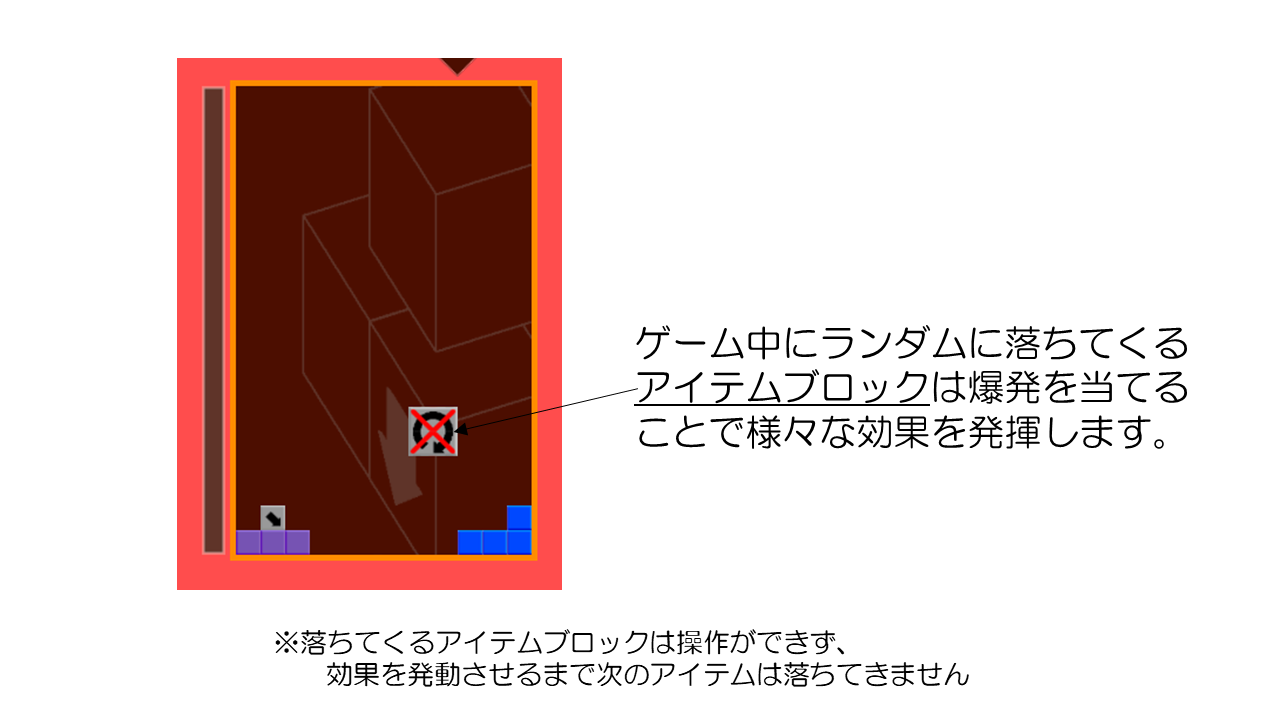 ゲーム中にランダムに落ちてくる
アイテムブロックは爆発を当てる
ことで様々な効果を発揮します。
※落ちてくるアイテムブロックは操作ができず、
効果を発動させるまで次のアイテムは落ちてきません